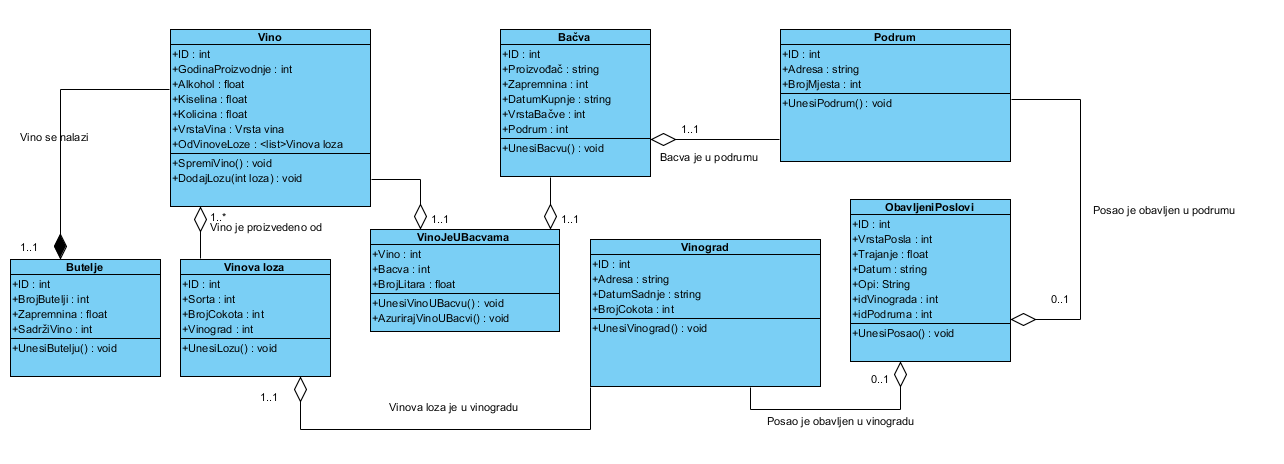 Vino
+ID : int
+GodinaProizvodnje : int
+Alkohol : float
+Kiselina : float
+Kolicina : float
+VrstaVina : Vrsta vina
+OdVinoveLoze : <list>Vinova loza
+SpremiVino() : void
+DodajLozu(int loza) : void
Bačva
+ID : int
+Proizvođač : string
+Zapremnina : int
+DatumKupnje : string
+VrstaBačve : int
+Podrum : int
+UnesiBacvu() : void
Podrum
+ID : int
+Adresa : string
+BrojMjesta : int
+UnesiPodrum() : void
Vino se nalazi
1..1
Bacva je u podrumu
1..*
Vino je proizvedeno od
1..1
1..1
Posao je obavljen u podrumu
0..1
1..1
Butelje
+ID : int
+BrojButelji : int
+Zapremnina : float
+SadržiVino : int
+UnesiButelju() : void
Vinova loza
+ID : int
+Sorta : int
+BrojCokota : int
+Vinograd : int
+UnesiLozu() : void
VinoJeUBacvama
+Vino : int
+Bacva : int
+BrojLitara : float
+UnesiVinoUBacvu() : void
+AzurirajVinoUBacvi() : void
Vinograd
+ID : int
+Adresa : string
+DatumSadnje : string
+BrojCokota : int
+UnesiVinograd() : void
ObavljeniPoslovi
+ID : int
+VrstaPosla : int
+Trajanje : float
+Datum : string
+Opi: String
+idVinograda : int
+idPodruma : int
+UnesiPosao() : void
1..1
Vinova loza je u vinogradu
0..1
Posao je obavljen u vinogradu